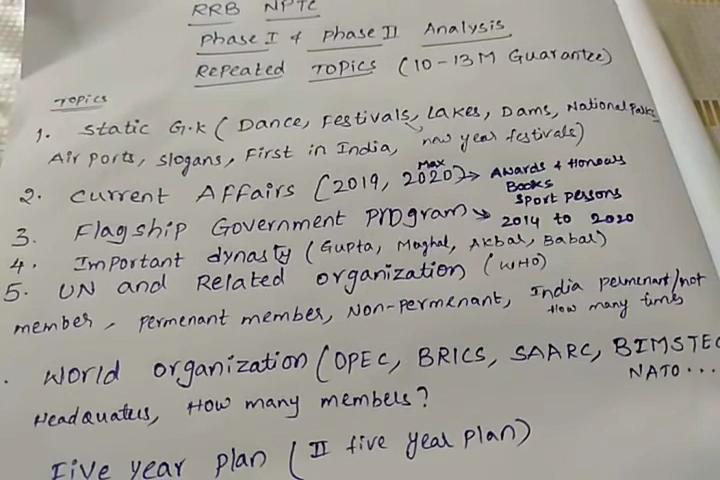 RRB NPTC
Phase I & Phase II Analysis
Repeated Topics (10-13M Guarantee)
Topics
1. Static G.K (Dance, Festivals, Lakes, Dams, National Parks
Air ports, Slogans, First in India, new year festivals)
2. Current Affairs (2019, 2020) → Awards & Honours
max
Books
Sport persons
3. Flagship Government Program → 2014 to 2020
4. Important dynasty (Gupta, Moghal, Akbar, Babar)
5. UN and Related organization (WHO)
member, permenant member, Non-permenant, India permenant/not
How many times
. World organization (OPEC, BRICS, SAARC, BIMSTEC
NATO...
Headquaters, How many members?
Five year plan (II five year plan)